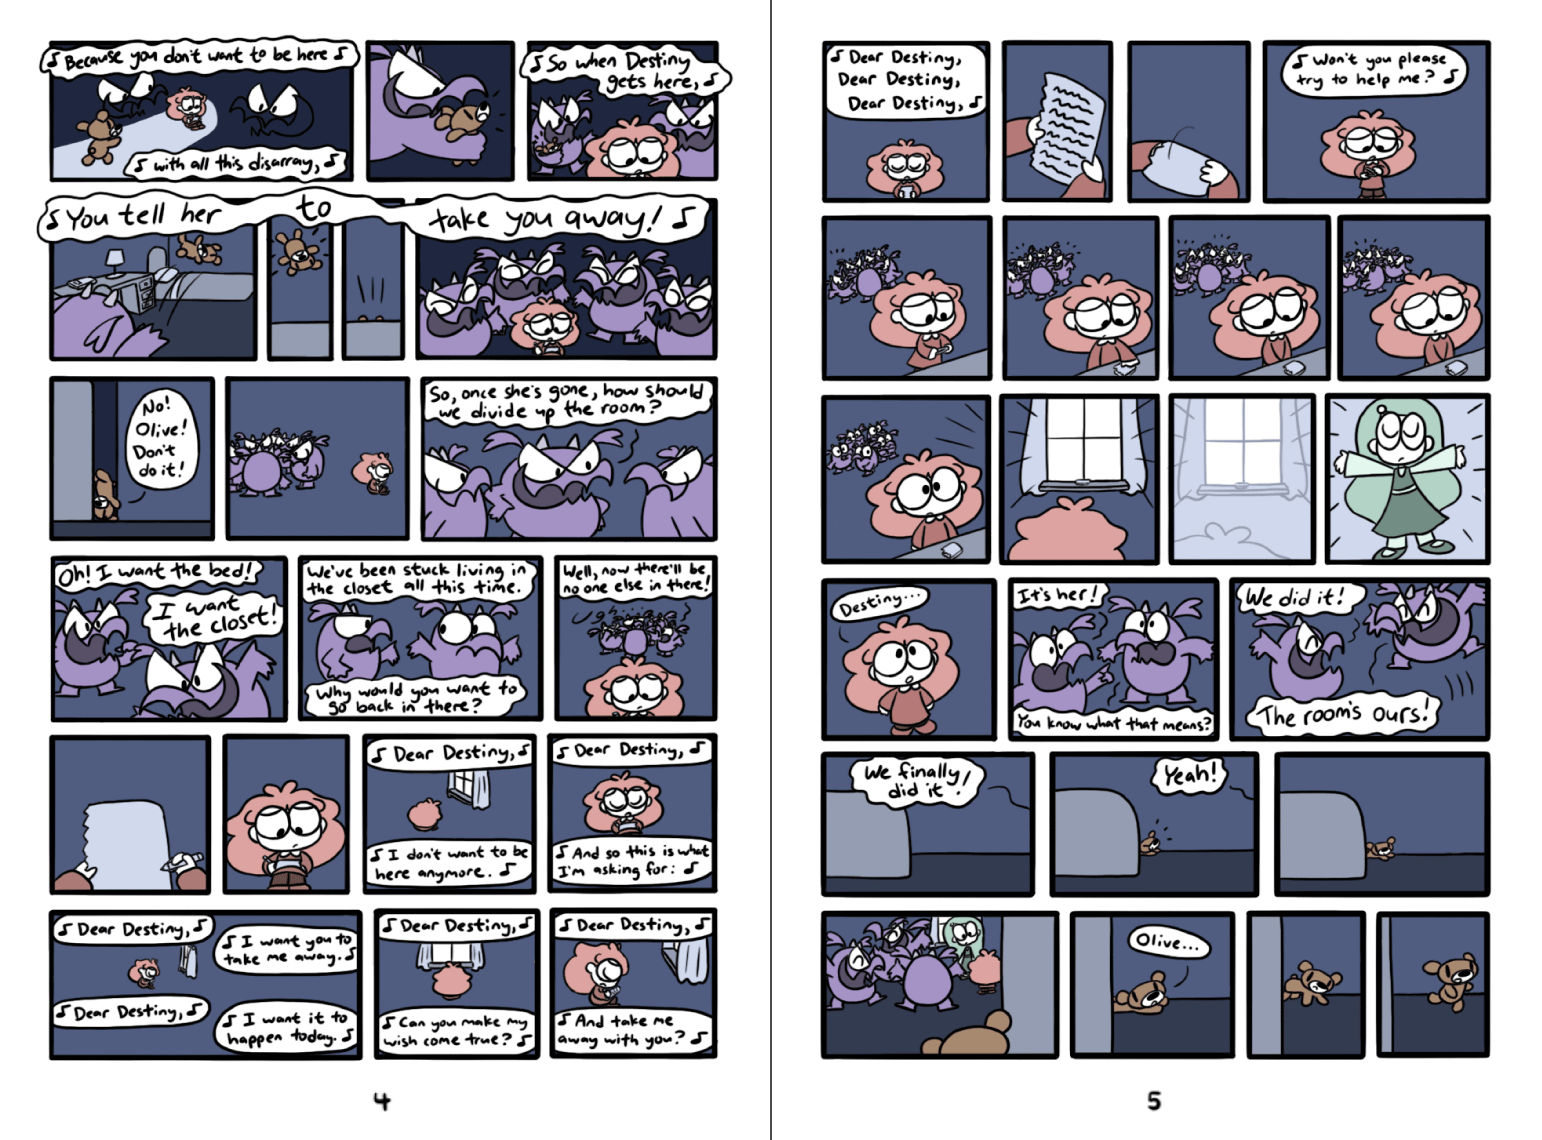 ♪ Because you don't want to be here ♪
♪ with all this disarray, ♪
♪ So when Destiny
gets here, ♪
♪ You tell her to take you away! ♪
No!
Olive!
Don't
do it!
So, once she's gone, how should
we divide up the room?
Oh! I want the bed!
I want
the closet!
We've been stuck living in
the closet all this time.
Why would you want to
go back in there?
Well, now there'll be
no one else in there!
ugh
♪ Dear Destiny, ♪
♪ I don't want to be
here anymore. ♪
♪ Dear Destiny, ♪
♪ And so this is what
I'm asking for: ♪
♪ Dear Destiny, ♪
♪ I want you to
take me away. ♪
♪ Dear Destiny, ♪
♪ I want it to
happen today. ♪
♪ Dear Destiny, ♪
♪ Can you make my
wish come true? ♪
♪ Dear Destiny, ♪
♪ And take me
away with you? ♪
4
♪ Dear Destiny,
Dear Destiny,
Dear Destiny, ♪
♪ Won't you please
try to help me? ♪
Destiny...
It's her!
You know what that means?
We did it!
The room's ours!
We finally
did it!
Yeah!
Olive...
5